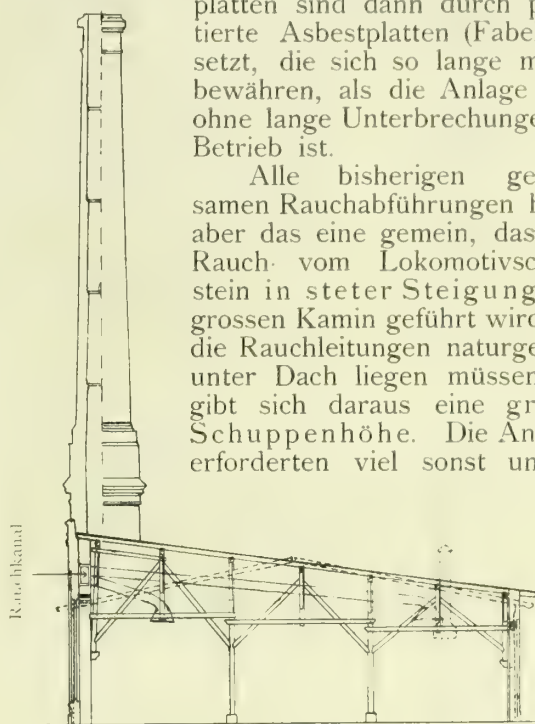 platten sind dann durch p
tierte Asbestplatten (Fabe
setzt, die sich so lange m
bewähren, als die Anlage
ohne lange Unterbrechunge
Betrieb ist.
Alle bisherigen ge
samen Rauchabführungen h
aber das eine gemein, das
Rauch vom Lokomotivsc
stein in steter Steigung
grossen Kamin geführt wird
die Rauchleitungen naturge
unter Dach liegen müssen
gibt sich daraus eine gr
Schuppenhöhe. Die An
erforderten viel sonst un
Rauchkanal